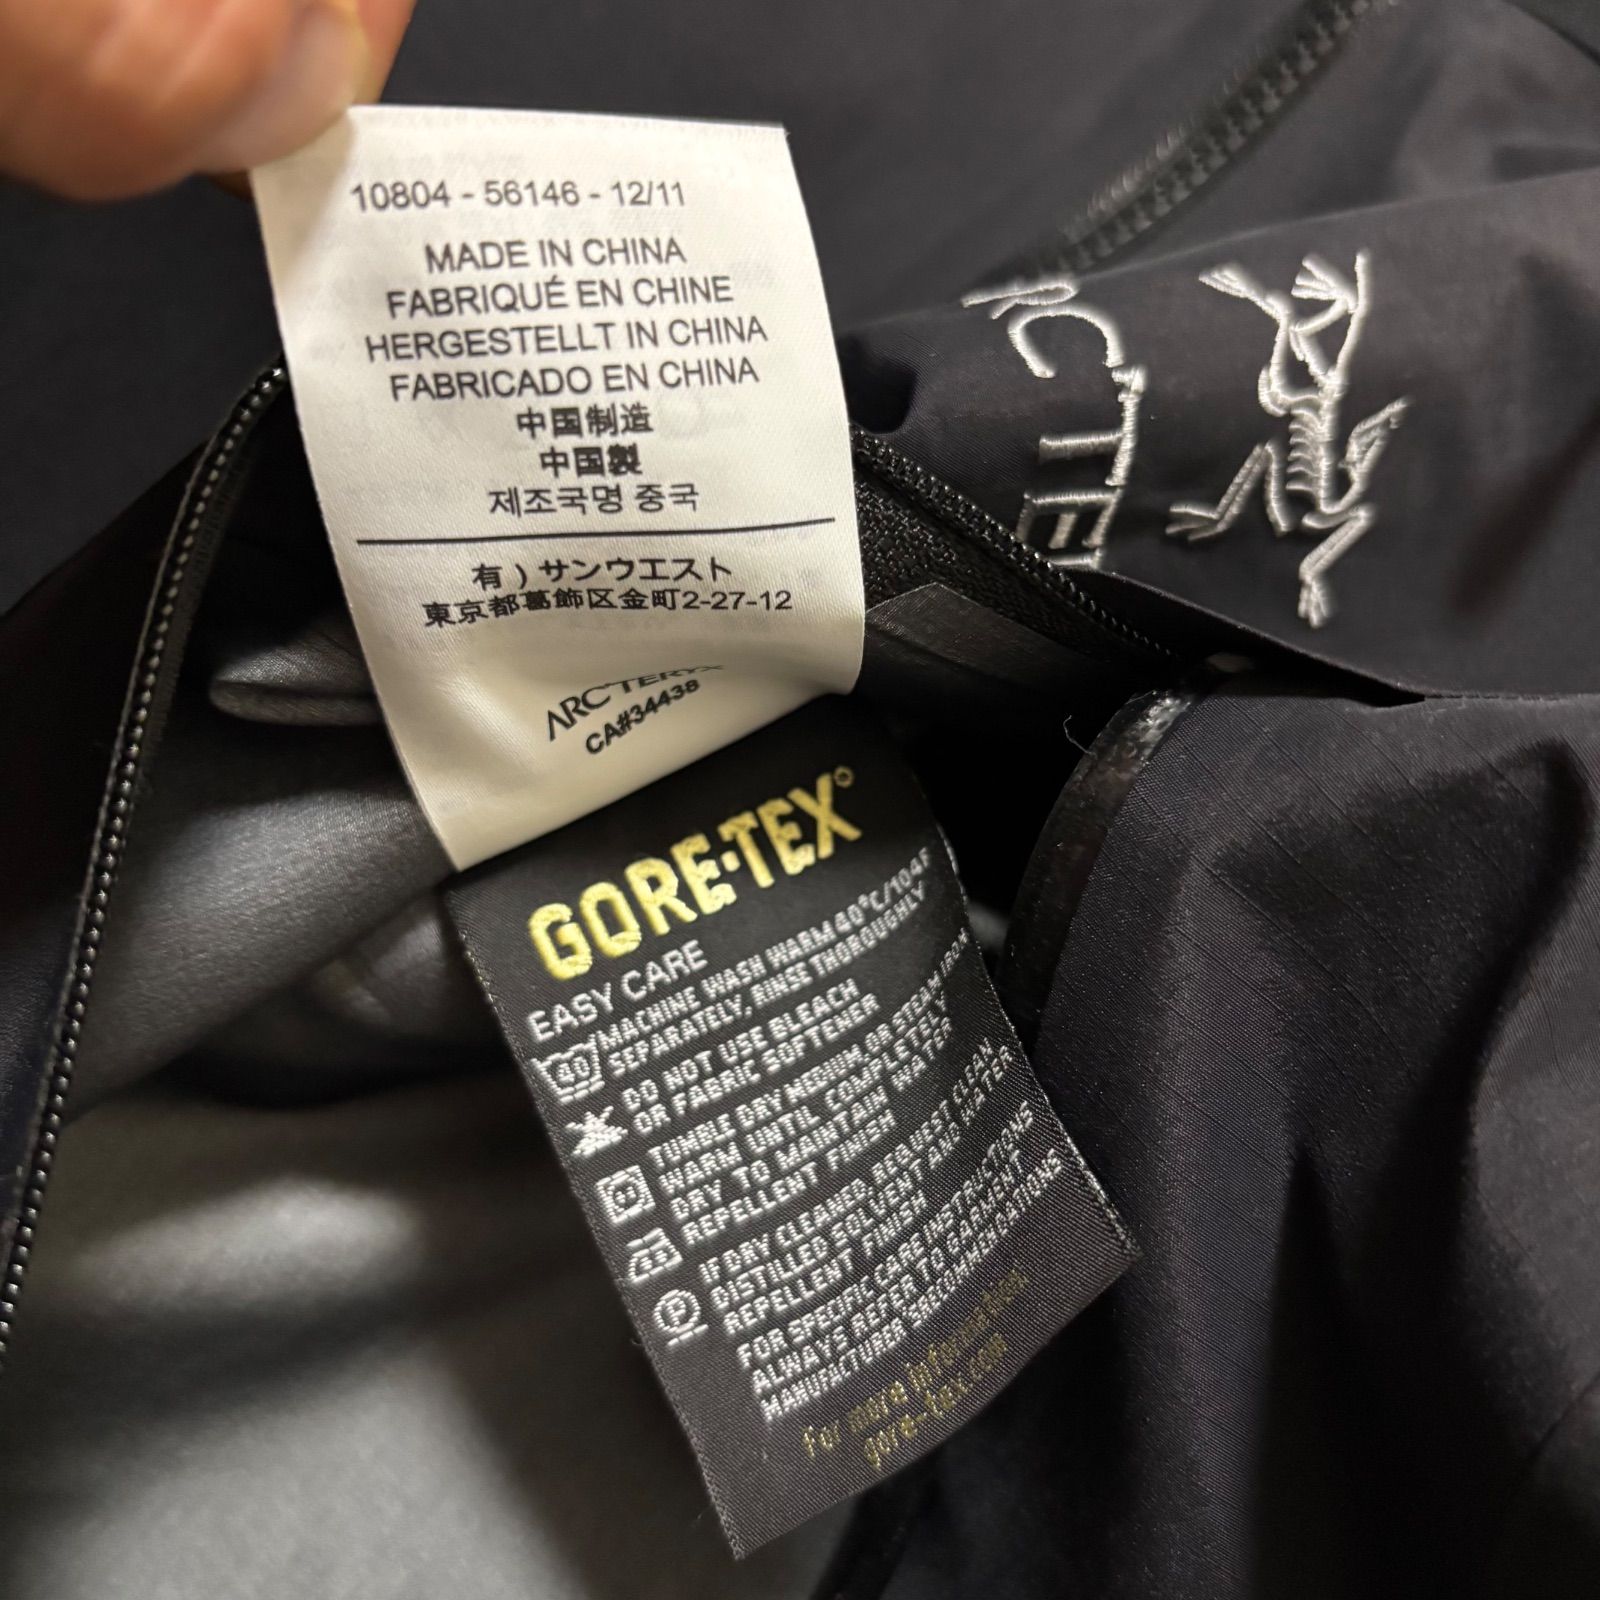 10804 - 56146 - 12/11
MADE IN CHINA
FABRIQUÉ EN CHINE
HERGESTELLT IN CHINA
FABRICADO EN CHINA
中国制造
中国製
제조국명 중국
有）サンウエスト
東京都葛飾区金町2-27-12
ARC'TERYX
CA#34438
GORE-TEX®
EASY CARE
40
MACHINE WASH WARM 40°C/104F
SEPARATELY, RINSE THOROUGHLY
DO NOT USE BLEACH
OR FABRIC SOFTENER
TUMBLE DRY MEDIUM OR STEAM IRON
WARM UNTIL COMPLETELY
DRY TO MAINTAIN WATER
REPELLENT FINISH
P
IF DRY CLEANED, REQUEST CLEAN
DISTILLED SOLVENT AND WATER
REPELLENT FINISH
FOR SPECIFIC CARE INSTRUCTIONS
ALWAYS REFER TO GARMENT
MANUFACTURERS RECOMMENDATIONS
for more information
gore-tex.com
RC'TE